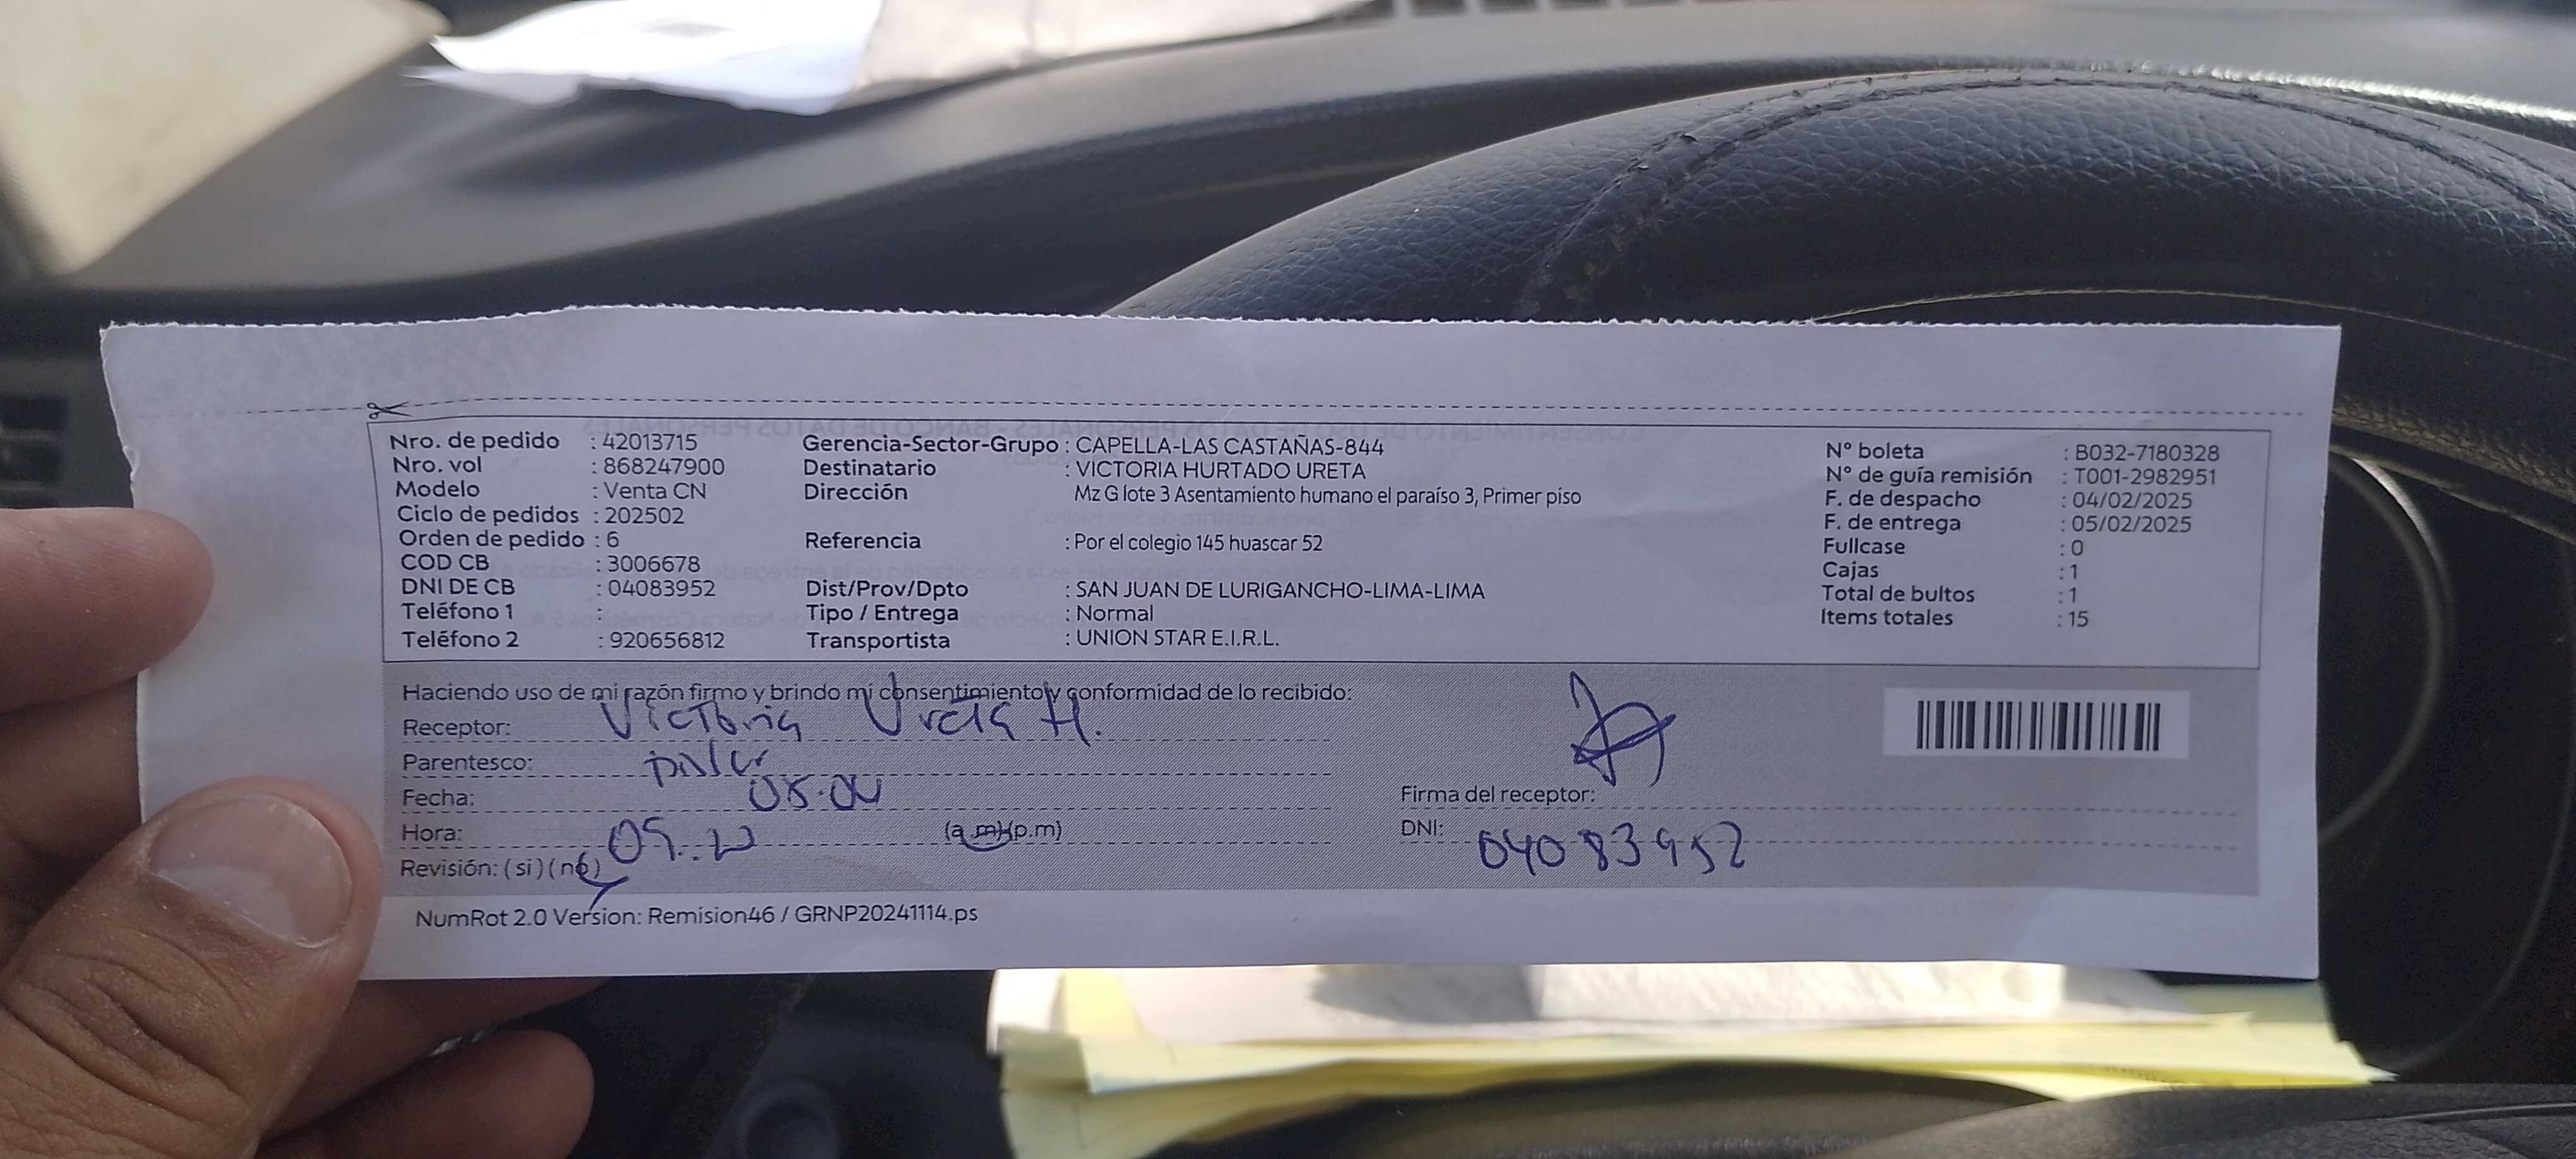 Nro. de pedido : 42013715
Nro. vol : 868247900
Modelo : Venta CN
Ciclo de pedidos : 202502
Orden de pedido : 6
COD CB : 3006678
DNI DE CB : 04083952
Teléfono 1 :
Teléfono 2 : 920656812
Gerencia-Sector-Grupo : CAPELLA-LAS CASTAÑAS-844
Destinatario : VICTORIA HURTADO URETA
Dirección Mz G lote 3 Asentamiento humano el paraíso 3, Primer piso
Referencia : Por el colegio 145 huascar 52
Dist/Prov/Dpto : SAN JUAN DE LURIGANCHO-LIMA-LIMA
Tipo / Entrega : Normal
Transportista : UNION STAR E.I.R.L.
N° boleta : B032-7180328
N° de guía remisión : T001-2982951
F. de despacho : 04/02/2025
F. de entrega : 05/02/2025
Fullcase : 0
Cajas : 1
Total de bultos : 1
Items totales : 15
Haciendo uso de mi razón firmo y brindo mi consentimiento y conformidad de lo recibido:
Receptor: Victoria Ureta H.
Parentesco:
Fecha:
Hora: (a.m)(p.m)
Revisión: (si) (no)
Firma del receptor:
DNI: 04083952
NumRot 2.0 Version: Remision46 / GRNP20241114.ps